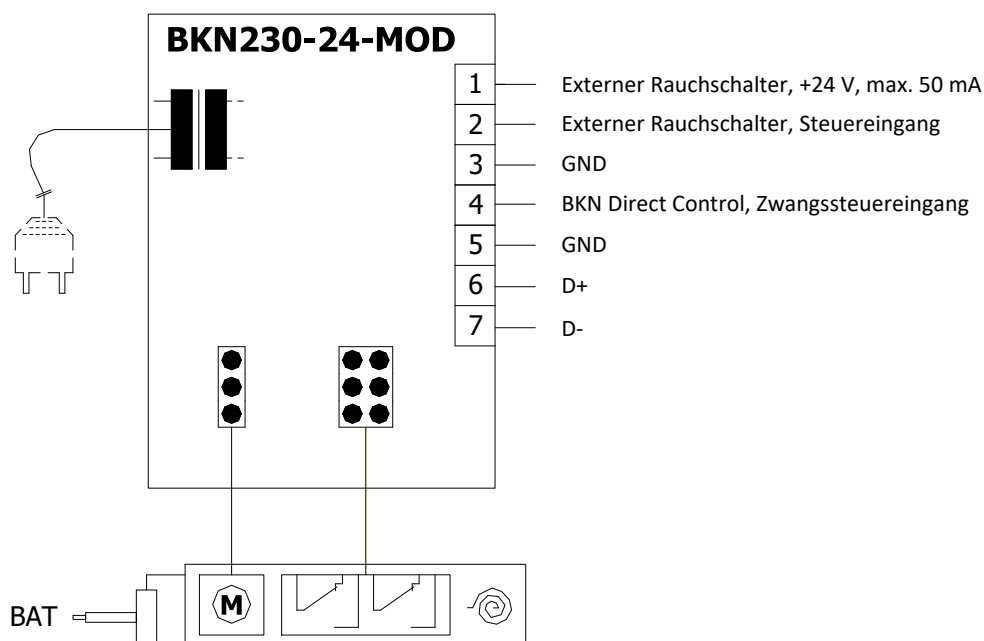 BKN230-24-MOD
1 Externer Rauchschalter, +24 V, max. 50 mA
2 Externer Rauchschalter, Steuereingang
3 GND
4 BKN Direct Control, Zwangssteuereingang
5 GND
6 D+
7 D-
BAT M